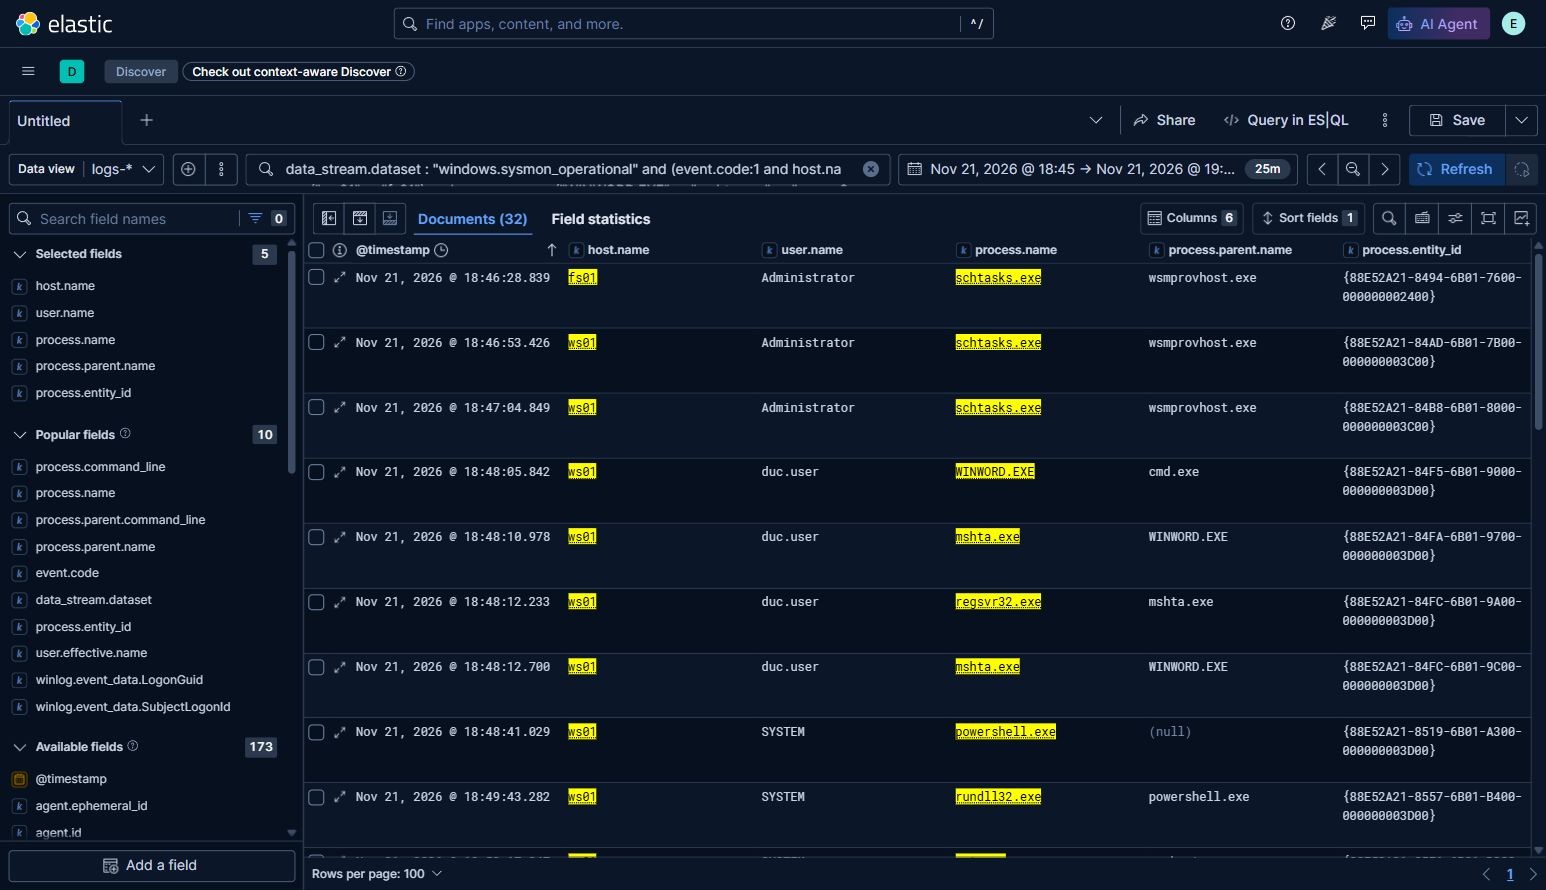 elastic
Find apps, content, and more.
^/
AI Agent
E
D
Discover
Check out context-aware Discover
Untitled
Share
Query in ES|QL
Save
Data view
logs-*
data_stream.dataset : "windows.sysmon_operational" and (event.code:1 and host.na
Nov 21, 2026 @ 18:45 → Nov 21, 2026 @ 19:...
25m
Refresh
Search field names
0
Documents (32)
Field statistics
Columns 6
Sort fields 1
Selected fields 5
host.name
user.name
process.name
process.parent.name
process.entity_id
Popular fields 10
process.command_line
process.name
process.parent.command_line
process.parent.name
event.code
data_stream.dataset
process.entity_id
user.effective.name
winlog.event_data.LogonGuid
winlog.event_data.SubjectLogonId
Available fields 173
@timestamp
agent.ephemeral_id
agent.id
Add a field
@timestamp host.name user.name process.name process.parent.name process.entity_id
Nov 21, 2026 @ 18:46:28.839 fs01 Administrator schtasks.exe wsmprovhost.exe {88E52A21-8494-6B01-7600-
000000002400}
Nov 21, 2026 @ 18:46:53.426 ws01 Administrator schtasks.exe wsmprovhost.exe {88E52A21-84AD-6B01-7B00-
000000003C00}
Nov 21, 2026 @ 18:47:04.849 ws01 Administrator schtasks.exe wsmprovhost.exe {88E52A21-84B8-6B01-8000-
000000003C00}
Nov 21, 2026 @ 18:48:05.842 ws01 duc.user WINWORD.EXE cmd.exe {88E52A21-84F5-6B01-9000-
000000003D00}
Nov 21, 2026 @ 18:48:10.978 ws01 duc.user mshta.exe WINWORD.EXE {88E52A21-84FA-6B01-9700-
000000003D00}
Nov 21, 2026 @ 18:48:12.233 ws01 duc.user regsvr32.exe mshta.exe {88E52A21-84FC-6B01-9A00-
000000003D00}
Nov 21, 2026 @ 18:48:12.700 ws01 duc.user mshta.exe WINWORD.EXE {88E52A21-84FC-6B01-9C00-
000000003D00}
Nov 21, 2026 @ 18:48:41.029 ws01 SYSTEM powershell.exe (null) {88E52A21-8519-6B01-A300-
000000003D00}
Nov 21, 2026 @ 18:49:43.282 ws01 SYSTEM rundll32.exe powershell.exe {88E52A21-8557-6B01-B400-
000000003D00}
Rows per page: 100
1